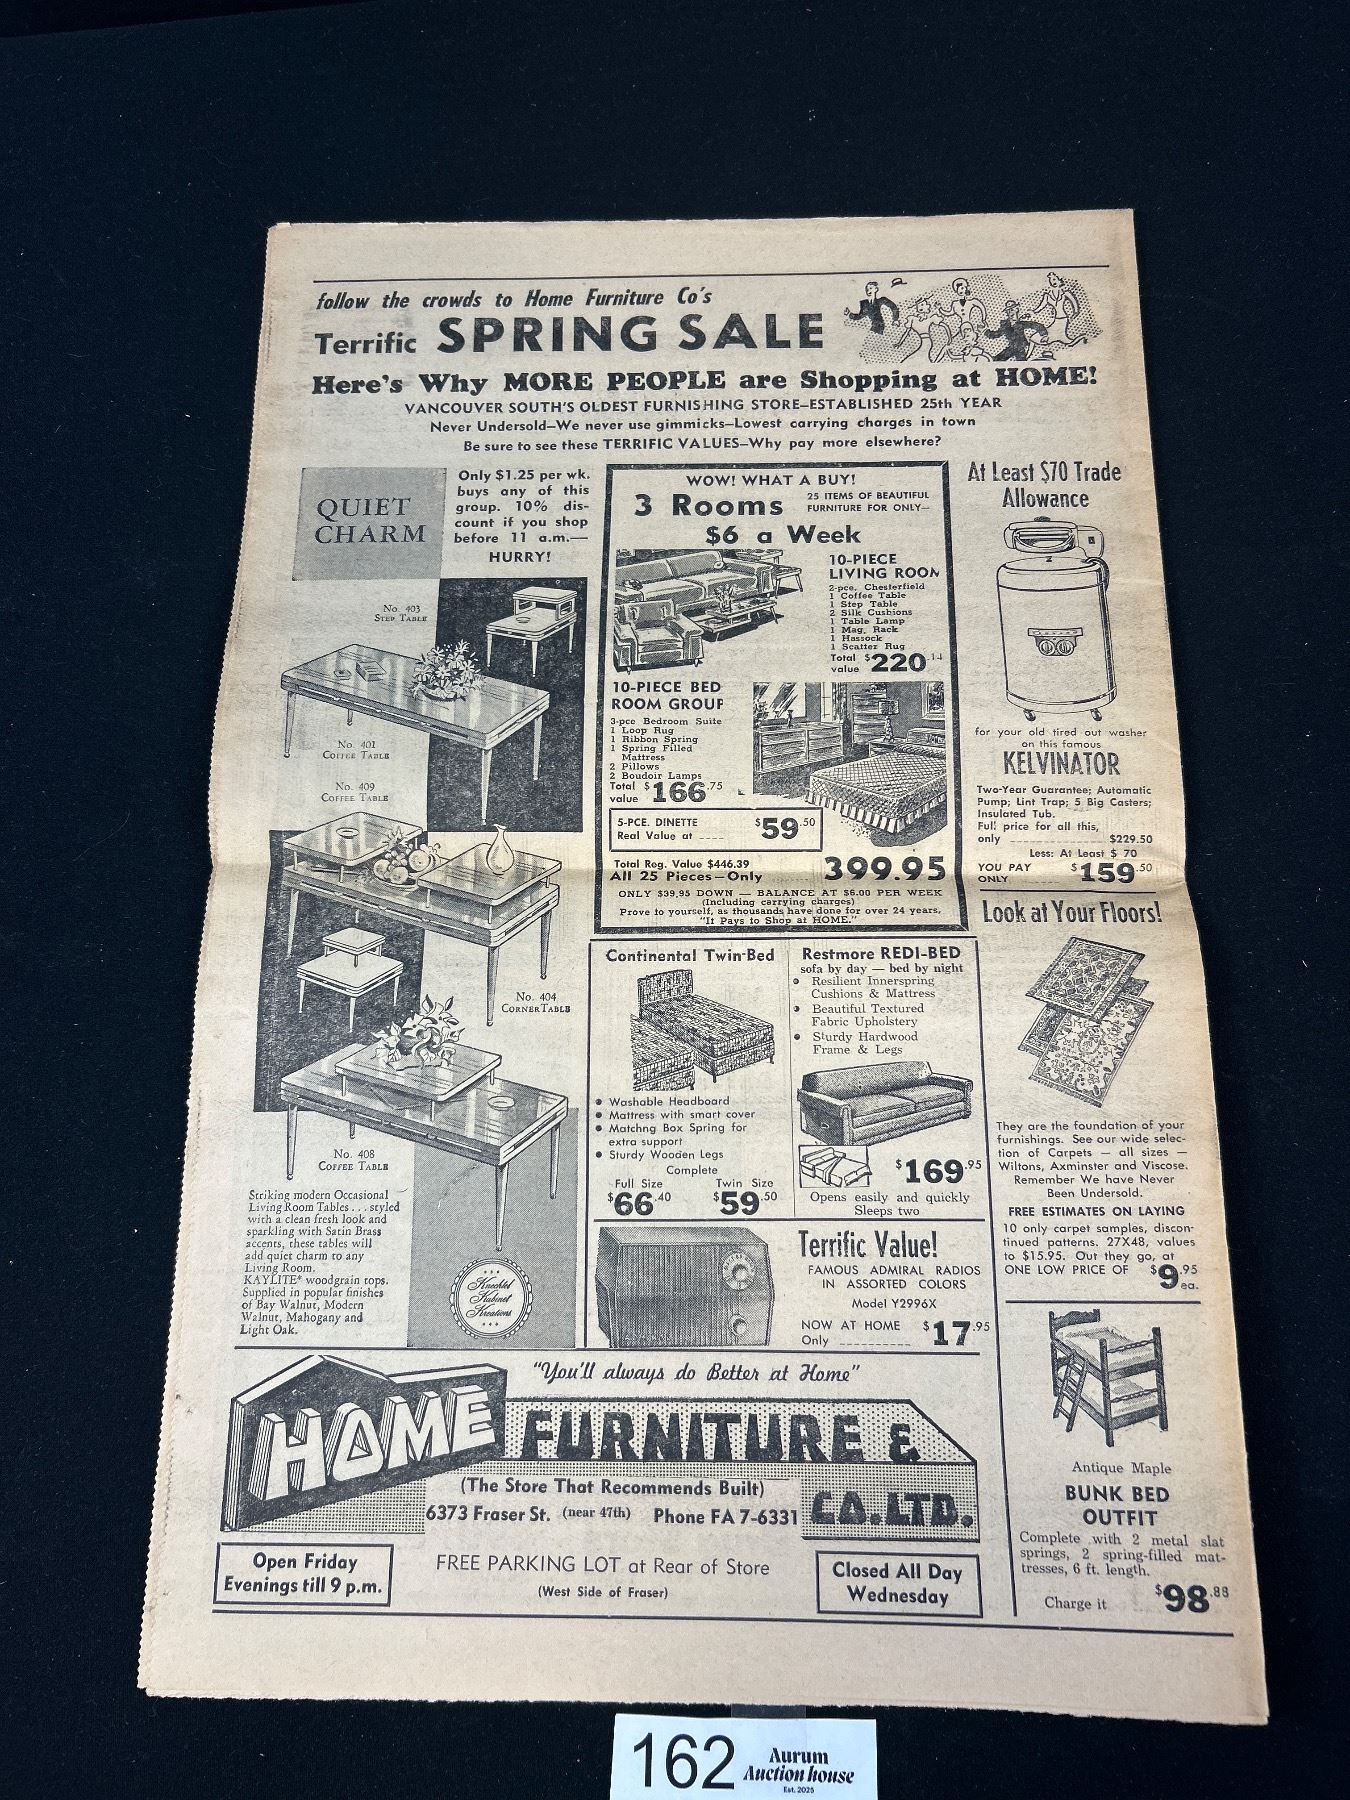 follow the crowds to Home Furniture Co's
Terrific SPRING SALE
Here's Why MORE PEOPLE are Shopping at HOME!
VANCOUVER SOUTH'S OLDEST FURNISHING STORE—ESTABLISHED 25th YEAR
Never Undersold—We never use gimmicks—Lowest carrying charges in town
Be sure to see these TERRIFIC VALUES—Why pay more elsewhere?
QUIET
CHARM
Only $1.25 per wk.
buys any of this
group. 10% dis-
count if you shop
before 11 a.m.—
HURRY!
No. 403
STEP TABLE
No. 401
COFFEE TABLE
No. 409
COFFEE TABLE
No. 404
CORNER TABLE
No. 408
COFFEE TABLE
Striking modern Occasional
Living Room Tables . . . styled
with a clean fresh look and
sparkling with Satin Brass
accents, these tables will
add quiet charm to any
Living Room.
KAYLITE* woodgrain tops.
Supplied in popular finishes
of Bay Walnut, Modern
Walnut, Mahogany and
Light Oak.
Knechtel
Kabinet
Kreations
WOW! WHAT A BUY!
3 Rooms
25 ITEMS OF BEAUTIFUL
FURNITURE FOR ONLY—
$6 a Week
10-PIECE
LIVING ROOM
2-pce. Chesterfield
1 Coffee Table
1 Step Table
2 Silk Cushions
1 Table Lamp
1 Mag. Rack
1 Hassock
1 Scatter Rug
Total value $220.14
10-PIECE BED
ROOM GROUP
3-pce Bedroom Suite
1 Loop Rug
1 Ribbon Spring
1 Spring Filled
Mattress
2 Pillows
2 Boudoir Lamps
Total value $166.75
5-PCE. DINETTE
Real Value at ---- $59.50
Total Reg. Value $446.39
All 25 Pieces—Only 399.95
ONLY $39.95 DOWN — BALANCE AT $6.00 PER WEEK
(Including carrying charges)
Prove to yourself, as thousands have done for over 24 years,
"It Pays to Shop at HOME."
At Least $70 Trade
Allowance
for your old tired out washer
on this famous
KELVINATOR
Two-Year Guarantee; Automatic
Pump; Lint Trap; 5 Big Casters;
Insulated Tub.
Full price for all this,
only ---------- $229.50
Less: At Least $ 70
YOU PAY
ONLY $159.50
Continental Twin-Bed
• Washable Headboard
• Mattress with smart cover
• Matchng Box Spring for
extra support
• Sturdy Wooden Legs
Complete
Full Size Twin Size
$66.40 $59.50
Restmore REDI-BED
sofa by day — bed by night
• Resilient Innerspring
Cushions & Mattress
• Beautiful Textured
Fabric Upholstery
• Sturdy Hardwood
Frame & Legs
$169.95
Opens easily and quickly
Sleeps two
Terrific Value!
FAMOUS ADMIRAL RADIOS
IN ASSORTED COLORS
Model Y2996X
NOW AT HOME
Only ---------- $17.95
Look at Your Floors!
They are the foundation of your
furnishings. See our wide selec-
tion of Carpets — all sizes —
Wiltons, Axminster and Viscose.
Remember We have Never
Been Undersold.
FREE ESTIMATES ON LAYING
10 only carpet samples, discon-
tinued patterns. 27X48, values
to $15.95. Out they go, at
ONE LOW PRICE OF $9.95 ea.
Antique Maple
BUNK BED
OUTFIT
Complete with 2 metal slat
springs, 2 spring-filled mat-
tresses, 6 ft. length.
Charge it $98.88
"You'll always do Better at Home"
HOME FURNITURE &
CO. LTD.
(The Store That Recommends Built)
6373 Fraser St. (near 47th) Phone FA 7-6331
Open Friday
Evenings till 9 p.m.
FREE PARKING LOT at Rear of Store
(West Side of Fraser)
Closed All Day
Wednesday
162
Aurum
Auction house
Est. 2025